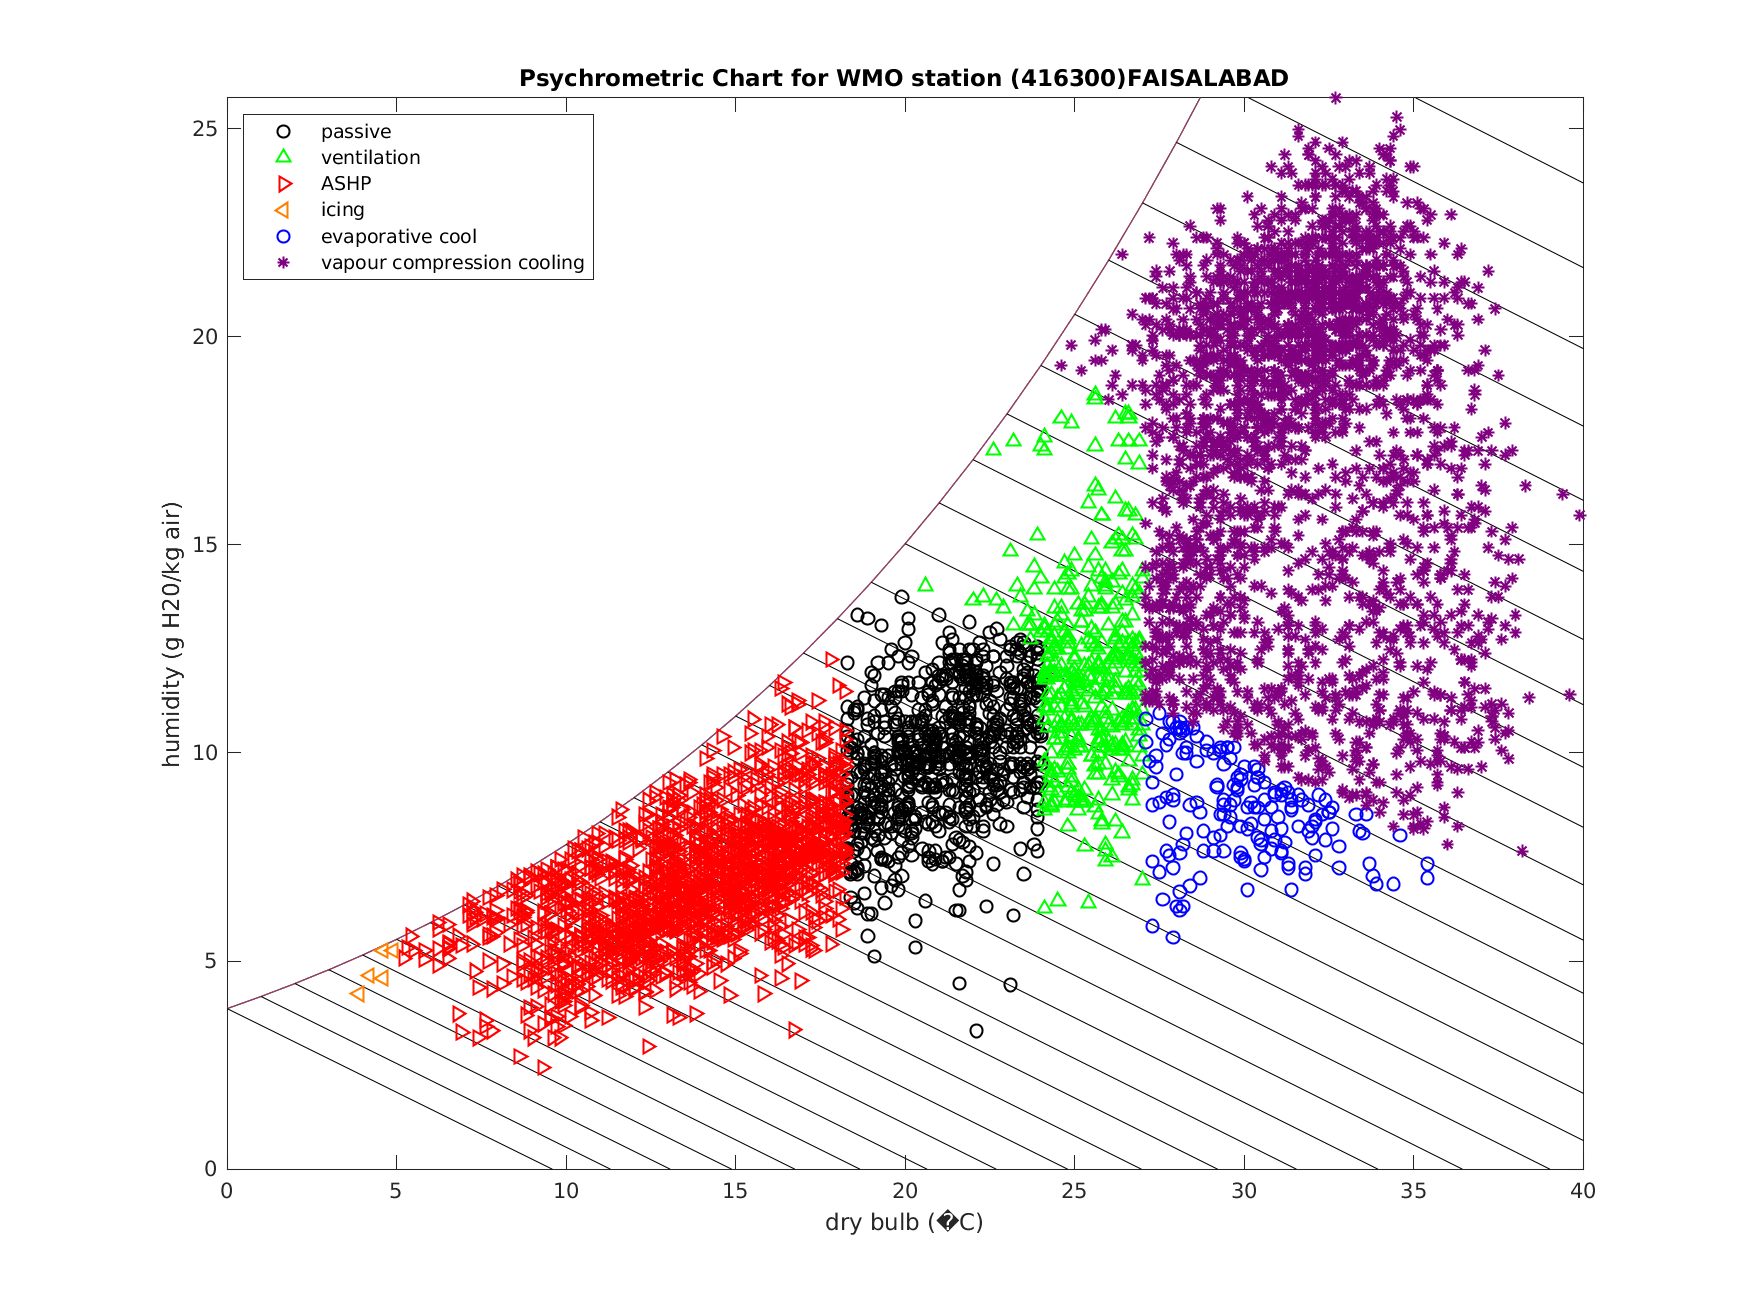 Psychrometric Chart for WMO station (416300)FAISALABAD
passive
ventilation
ASHP
icing
evaporative cool
vapour compression cooling
humidity (g H20/kg air)
25
20
15
10
5
0
0 5 10 15 20 25 30 35 40
dry bulb (�C)